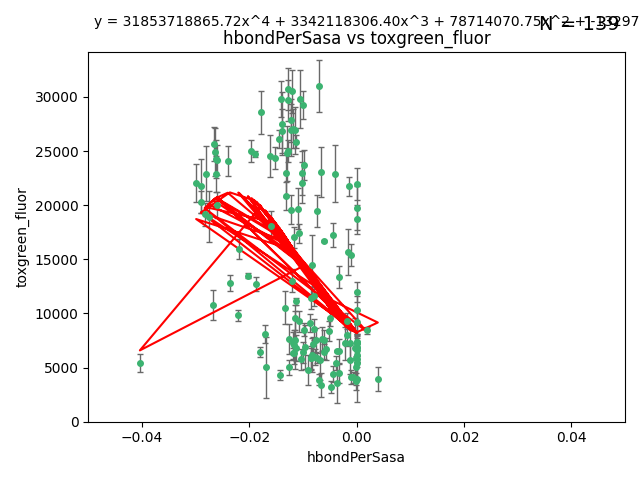 y = 31853718865.72x^4 + 3342118306.40x^3 + 78714070.75x^2 +
N = 139
hbondPerSasa vs toxgreen_fluor
30000
25000
20000
15000
10000
5000
0
toxgreen_fluor
−0.04 −0.02 0.00 0.02 0.04
hbondPerSasa